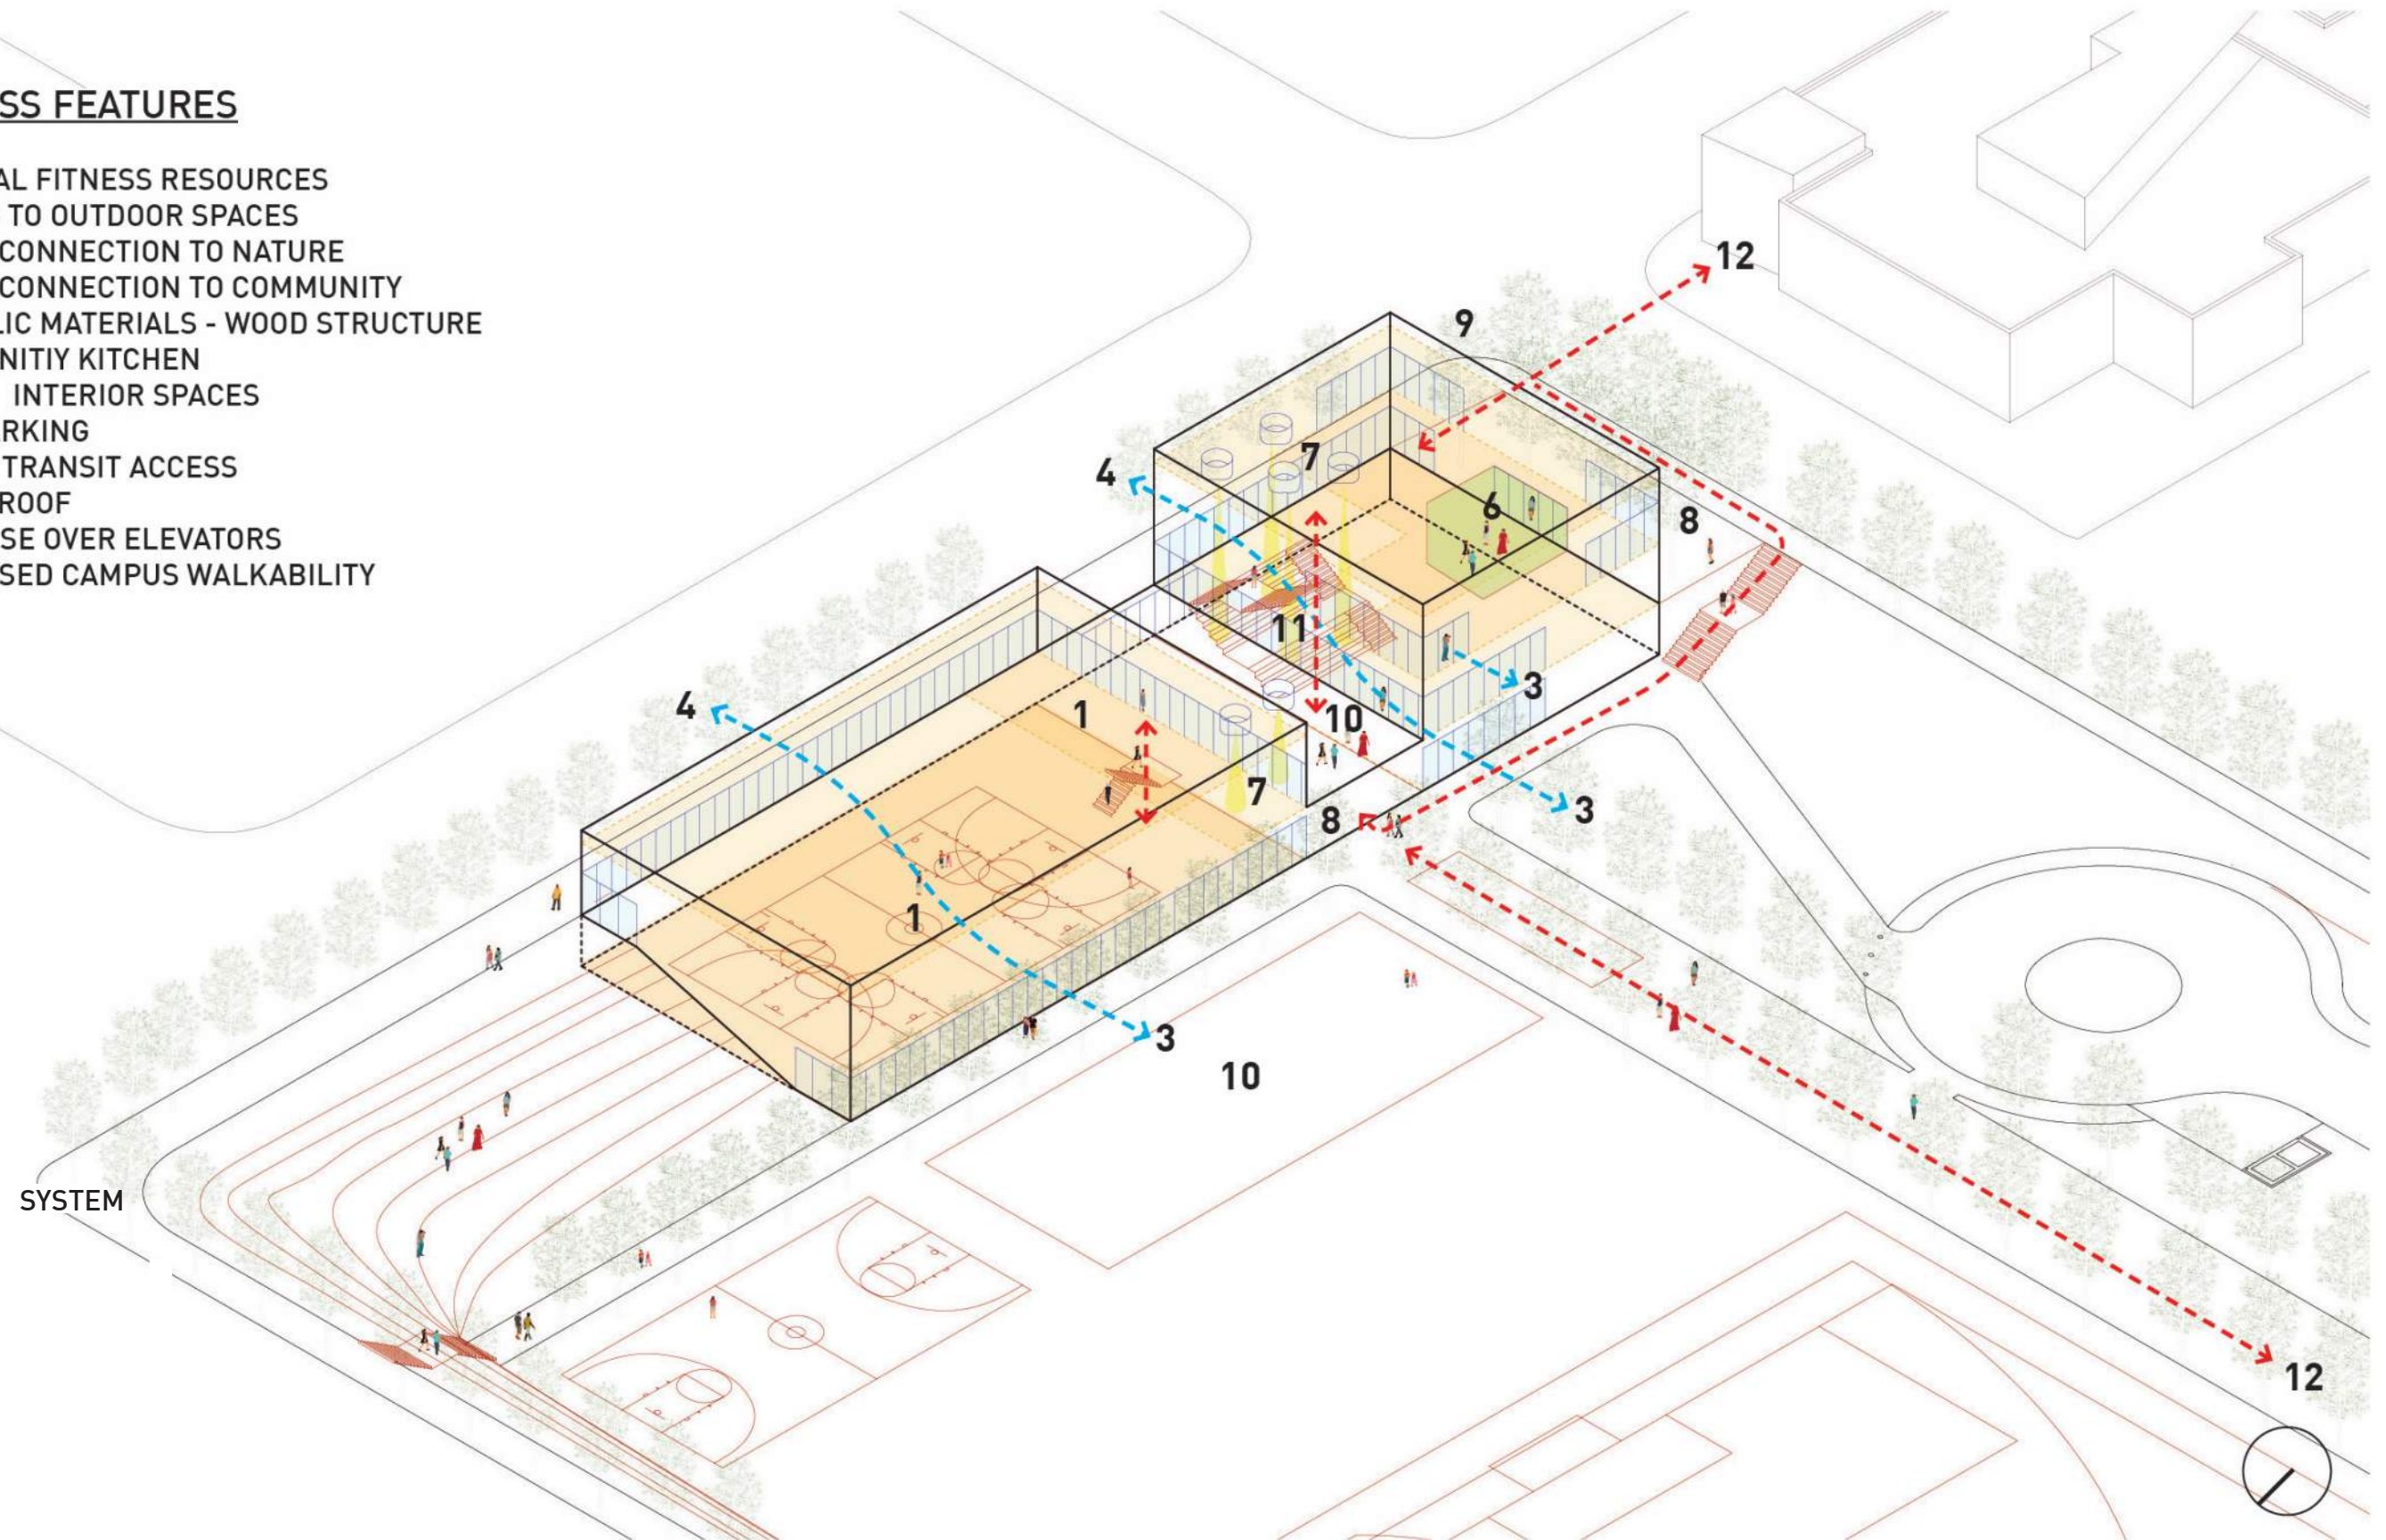 SS FEATURES
AL FITNESS RESOURCES
TO OUTDOOR SPACES
CONNECTION TO NATURE
CONNECTION TO COMMUNITY
LIC MATERIALS - WOOD STRUCTURE
NITIY KITCHEN
INTERIOR SPACES
RKING
TRANSIT ACCESS
ROOF
SE OVER ELEVATORS
SED CAMPUS WALKABILITY
12
9
7
4
6
8
11
3
4
1
10
7
8
3
1
3
10
SYSTEM
12